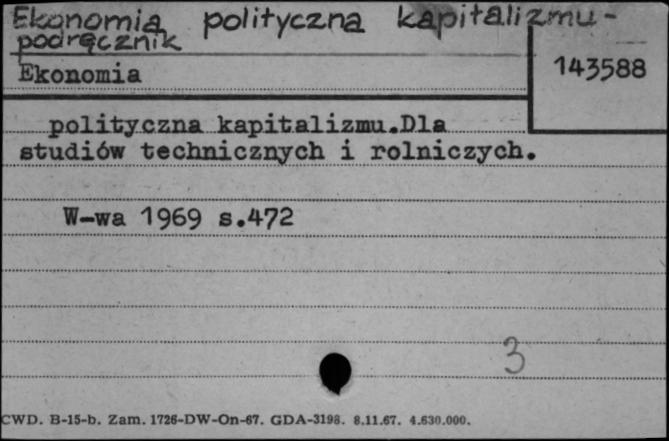 Ekonomia polityczna kapitalizmu-
podręcznik
Ekonomia
143588
polityczna kapitalizmu.Dla
studiów technicznych i rolniczych.
W-wa 1969 s.472
3
CWD. B-15-b. Zam. 1726-DW-On-67. GDA-3198. 8.11.67. 4.630.000.